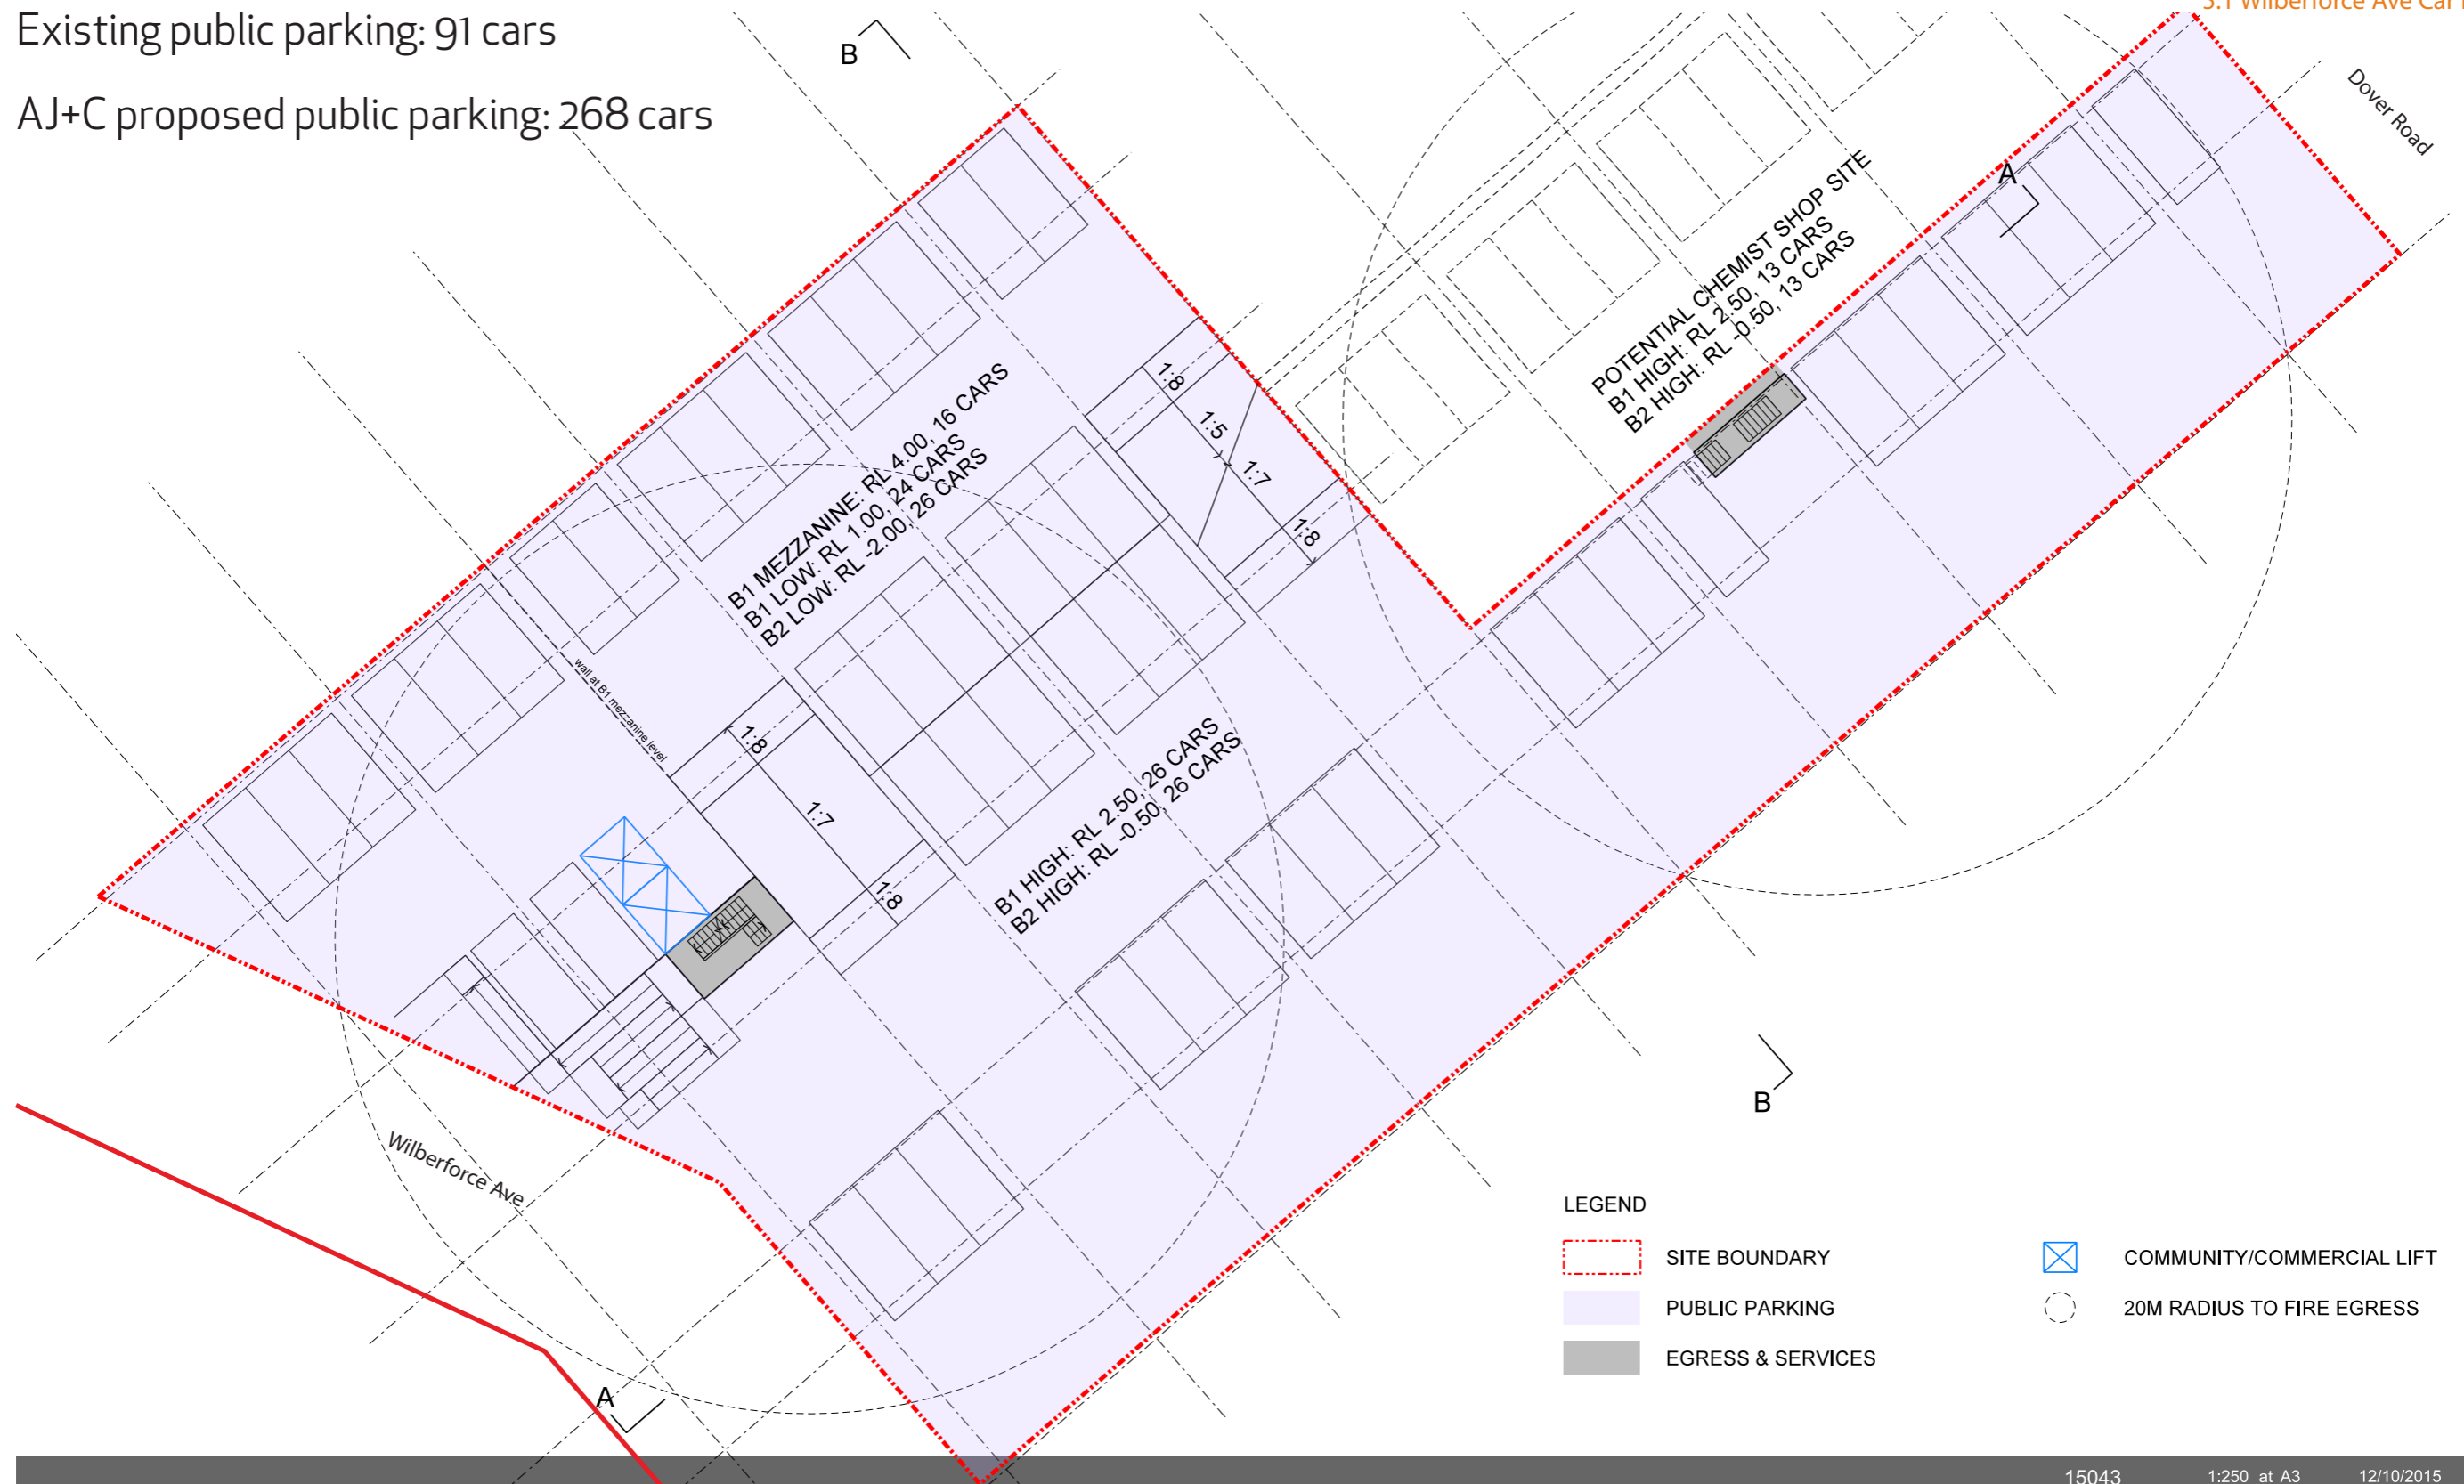 Existing public parking: 91 cars
AJ+C proposed public parking: 268 cars
3.1 Wilberforce Ave Car
B
Dover Road
A
POTENTIAL CHEMIST SHOP SITE
B1 HIGH: RL 2.50, 13 CARS
B2 HIGH: RL -0.50, 13 CARS
1:8
1:5
1:7
1:8
B1 MEZZANINE: RL 4.00, 16 CARS
B1 LOW: RL 1.00, 24 CARS
B2 LOW: RL -2.00, 26 CARS
wall at B1 mezzanine level
1:8
1:7
1:8
B1 HIGH: RL 2.50, 26 CARS
B2 HIGH: RL -0.50, 26 CARS
B
Wilberforce Ave
A
LEGEND
SITE BOUNDARY
PUBLIC PARKING
EGRESS & SERVICES
COMMUNITY/COMMERCIAL LIFT
20M RADIUS TO FIRE EGRESS
15043
1:250 at A3
12/10/2015